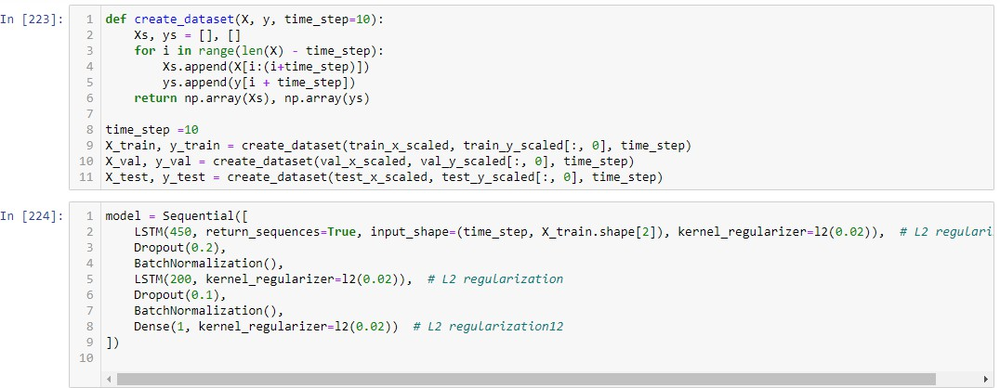 In [223]:
1 def create_dataset(X, y, time_step=10):
2     Xs, ys = [], []
3     for i in range(len(X) - time_step):
4         Xs.append(X[i:(i+time_step)])
5         ys.append(y[i + time_step])
6     return np.array(Xs), np.array(ys)
7
8 time_step =10
9 X_train, y_train = create_dataset(train_x_scaled, train_y_scaled[:, 0], time_step)
10 X_val, y_val = create_dataset(val_x_scaled, val_y_scaled[:, 0], time_step)
11 X_test, y_test = create_dataset(test_x_scaled, test_y_scaled[:, 0], time_step)
In [224]:
1 model = Sequential([
2     LSTM(450, return_sequences=True, input_shape=(time_step, X_train.shape[2]), kernel_regularizer=l2(0.02)),  # L2 regulari
3     Dropout(0.2),
4     BatchNormalization(),
5     LSTM(200, kernel_regularizer=l2(0.02)),  # L2 regularization
6     Dropout(0.1),
7     BatchNormalization(),
8     Dense(1, kernel_regularizer=l2(0.02))  # L2 regularization12
9 ])
10